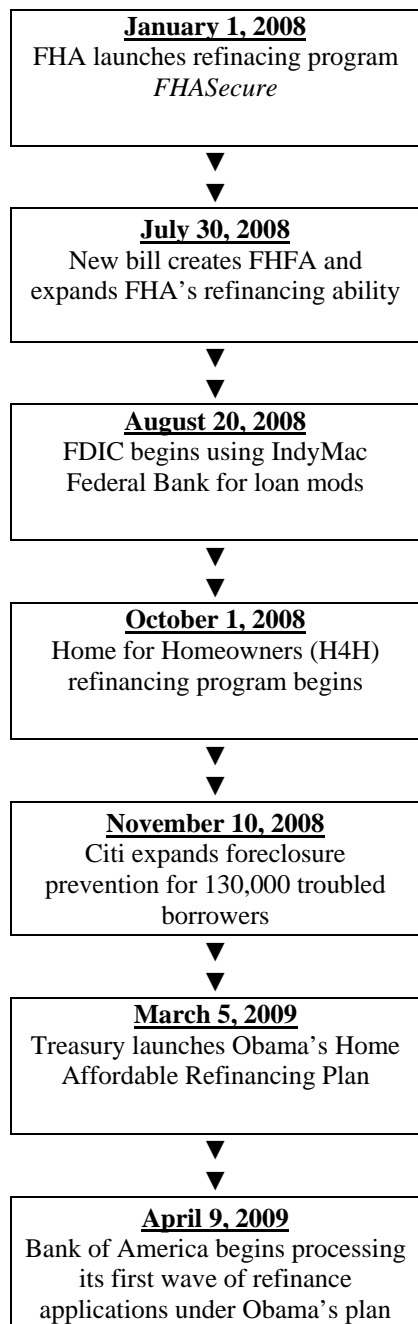 January 1, 2008
FHA launches refinacing program
FHASecure
July 30, 2008
New bill creates FHFA and
expands FHA's refinancing ability
August 20, 2008
FDIC begins using IndyMac
Federal Bank for loan mods
October 1, 2008
Home for Homeowners (H4H)
refinancing program begins
November 10, 2008
Citi expands foreclosure
prevention for 130,000 troubled
borrowers
March 5, 2009
Treasury launches Obama's Home
Affordable Refinancing Plan
April 9, 2009
Bank of America begins processing
its first wave of refinance
applications under Obama's plan